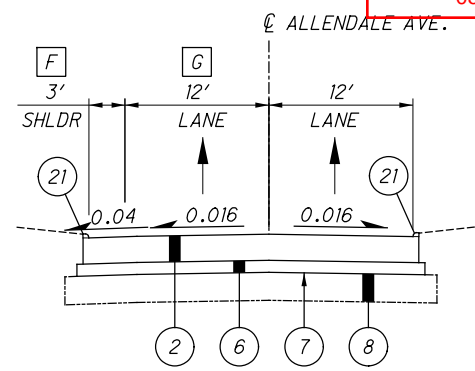 ℄ ALLENDALE AVE.
F G
3' 12' 12'
SHLDR LANE LANE
21 21
0.04 0.016 0.016
2 6 7 8